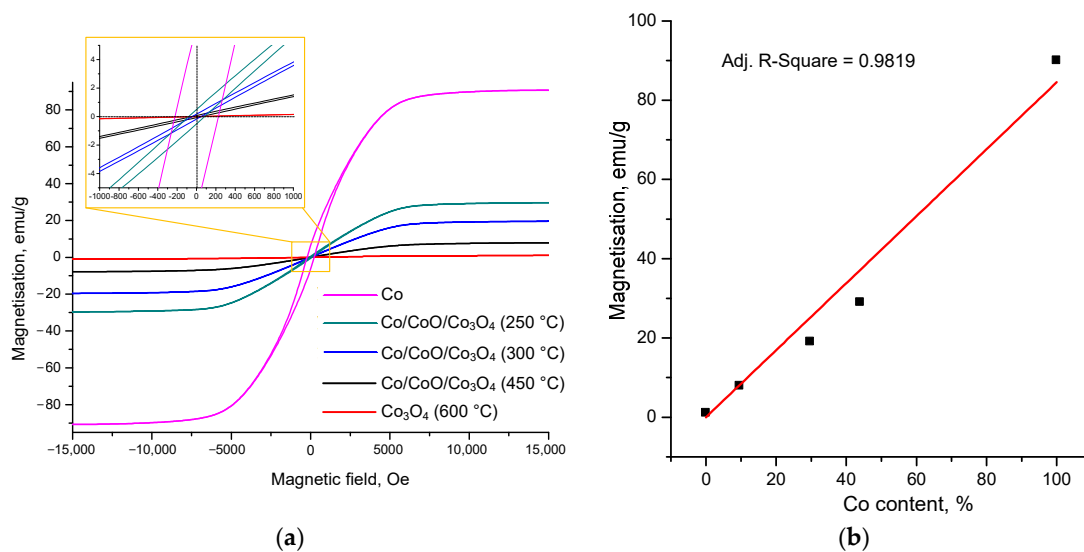 4
2
0
-2
-4
-1000 -800 -600 -400 -200 0 200 400 600 800 1000
80
60
40
20
0
−20
−40
−60
−80
Magnetisation, emu/g
Co
Co/CoO/Co₃O₄ (250 °C)
Co/CoO/Co₃O₄ (300 °C)
Co/CoO/Co₃O₄ (450 °C)
Co₃O₄ (600 °C)
−15,000 −10,000 −5000 0 5000 10,000 15,000
Magnetic field, Oe
(a)
100
80
60
40
20
0
Magnetisation, emu/g
Adj. R-Square = 0.9819
0 20 40 60 80 100
Co content, %
(b)